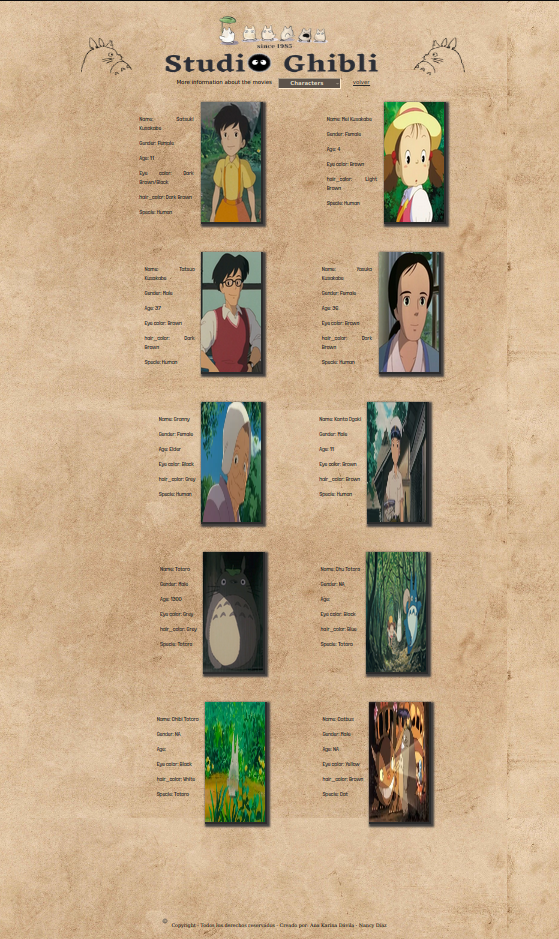 since 1985
Studio Ghibli
More information about the movies Characters volver
Name: Satsuki
Kusakabe
Gender: Female
Age: 11
Eye color: Dark
Brown/Black
hair_color: Dark Brown
Specie: Human
Name: Mei Kusakabe
Gender: Female
Age: 4
Eye color: Brown
hair_color: Light
Brown
Specie: Human
Name: Tatsuo
Kusakabe
Gender: Male
Age: 37
Eye color: Brown
hair_color: Dark
Brown
Specie: Human
Name: Yasuko
Kusakabe
Gender: Female
Age: 36
Eye color: Brown
hair_color: Dark
Brown
Specie: Human
Name: Granny
Gender: Female
Age: Elder
Eye color: Black
hair_color: Grey
Specie: Human
Name: Kanta Ogaki
Gender: Male
Age: 11
Eye color: Brown
hair_color: Brown
Specie: Human
Name: Totoro
Gender: Male
Age: 1300
Eye color: Gray
hair_color: Grey
Specie: Totoro
Name: Chu Totoro
Gender: NA
Age:
Eye color: Black
hair_color: Blue
Specie: Totoro
Name: Chibi Totoro
Gender: NA
Age:
Eye color: Black
hair_color: White
Specie: Totoro
Name: Catbus
Gender: Male
Age: NA
Eye color: Yellow
hair_color: Brown
Specie: Cat
© Copyright - Todos los derechos reservados - Creado por: Ana Karina Dávila - Nancy Díaz